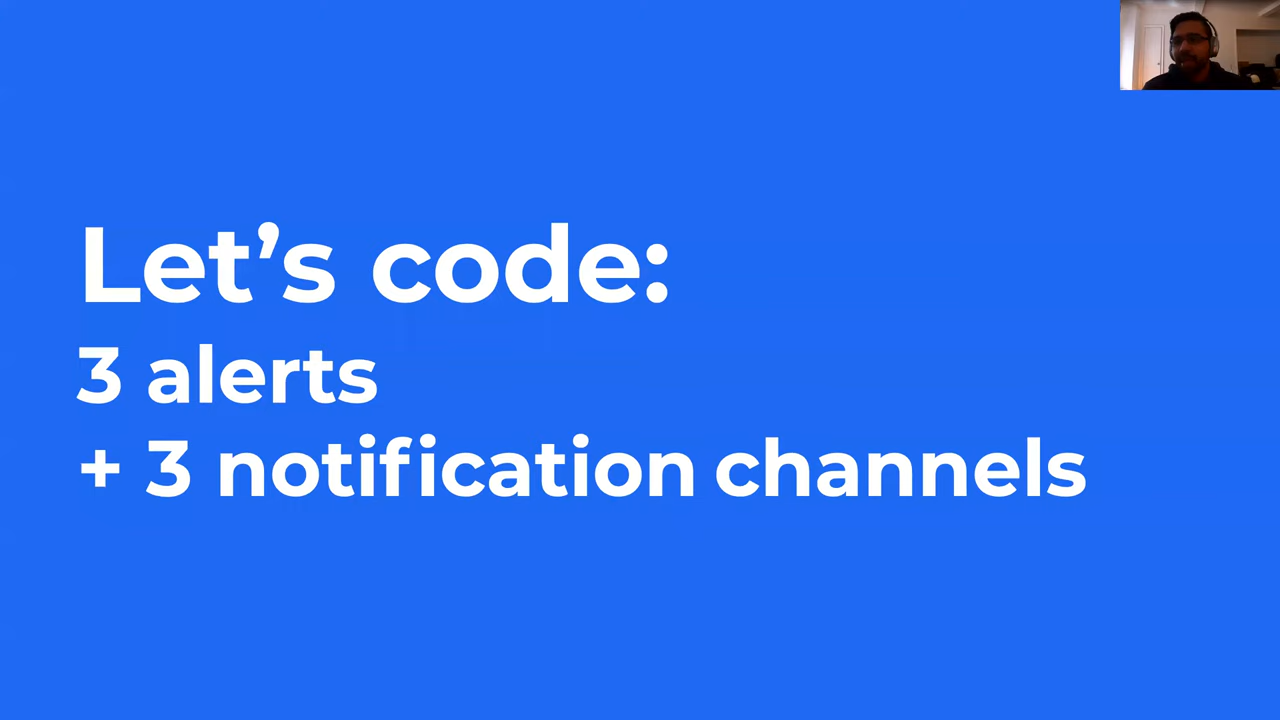 Let’s code:
3 alerts
+ 3 notification channels